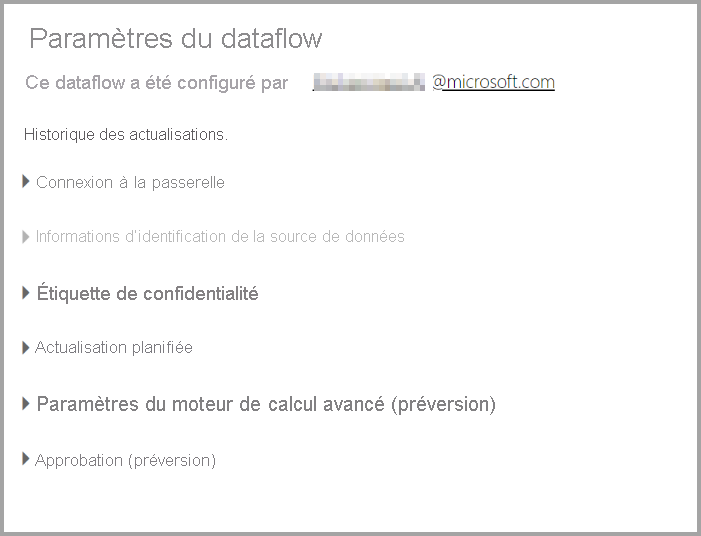 Paramètres du dataflow
Ce dataflow a été configuré par @microsoft.com
Historique des actualisations.
Connexion à la passerelle
Informations d'identification de la source de données
Étiquette de confidentialité
Actualisation planifiée
Paramètres du moteur de calcul avancé (préversion)
Approbation (préversion)